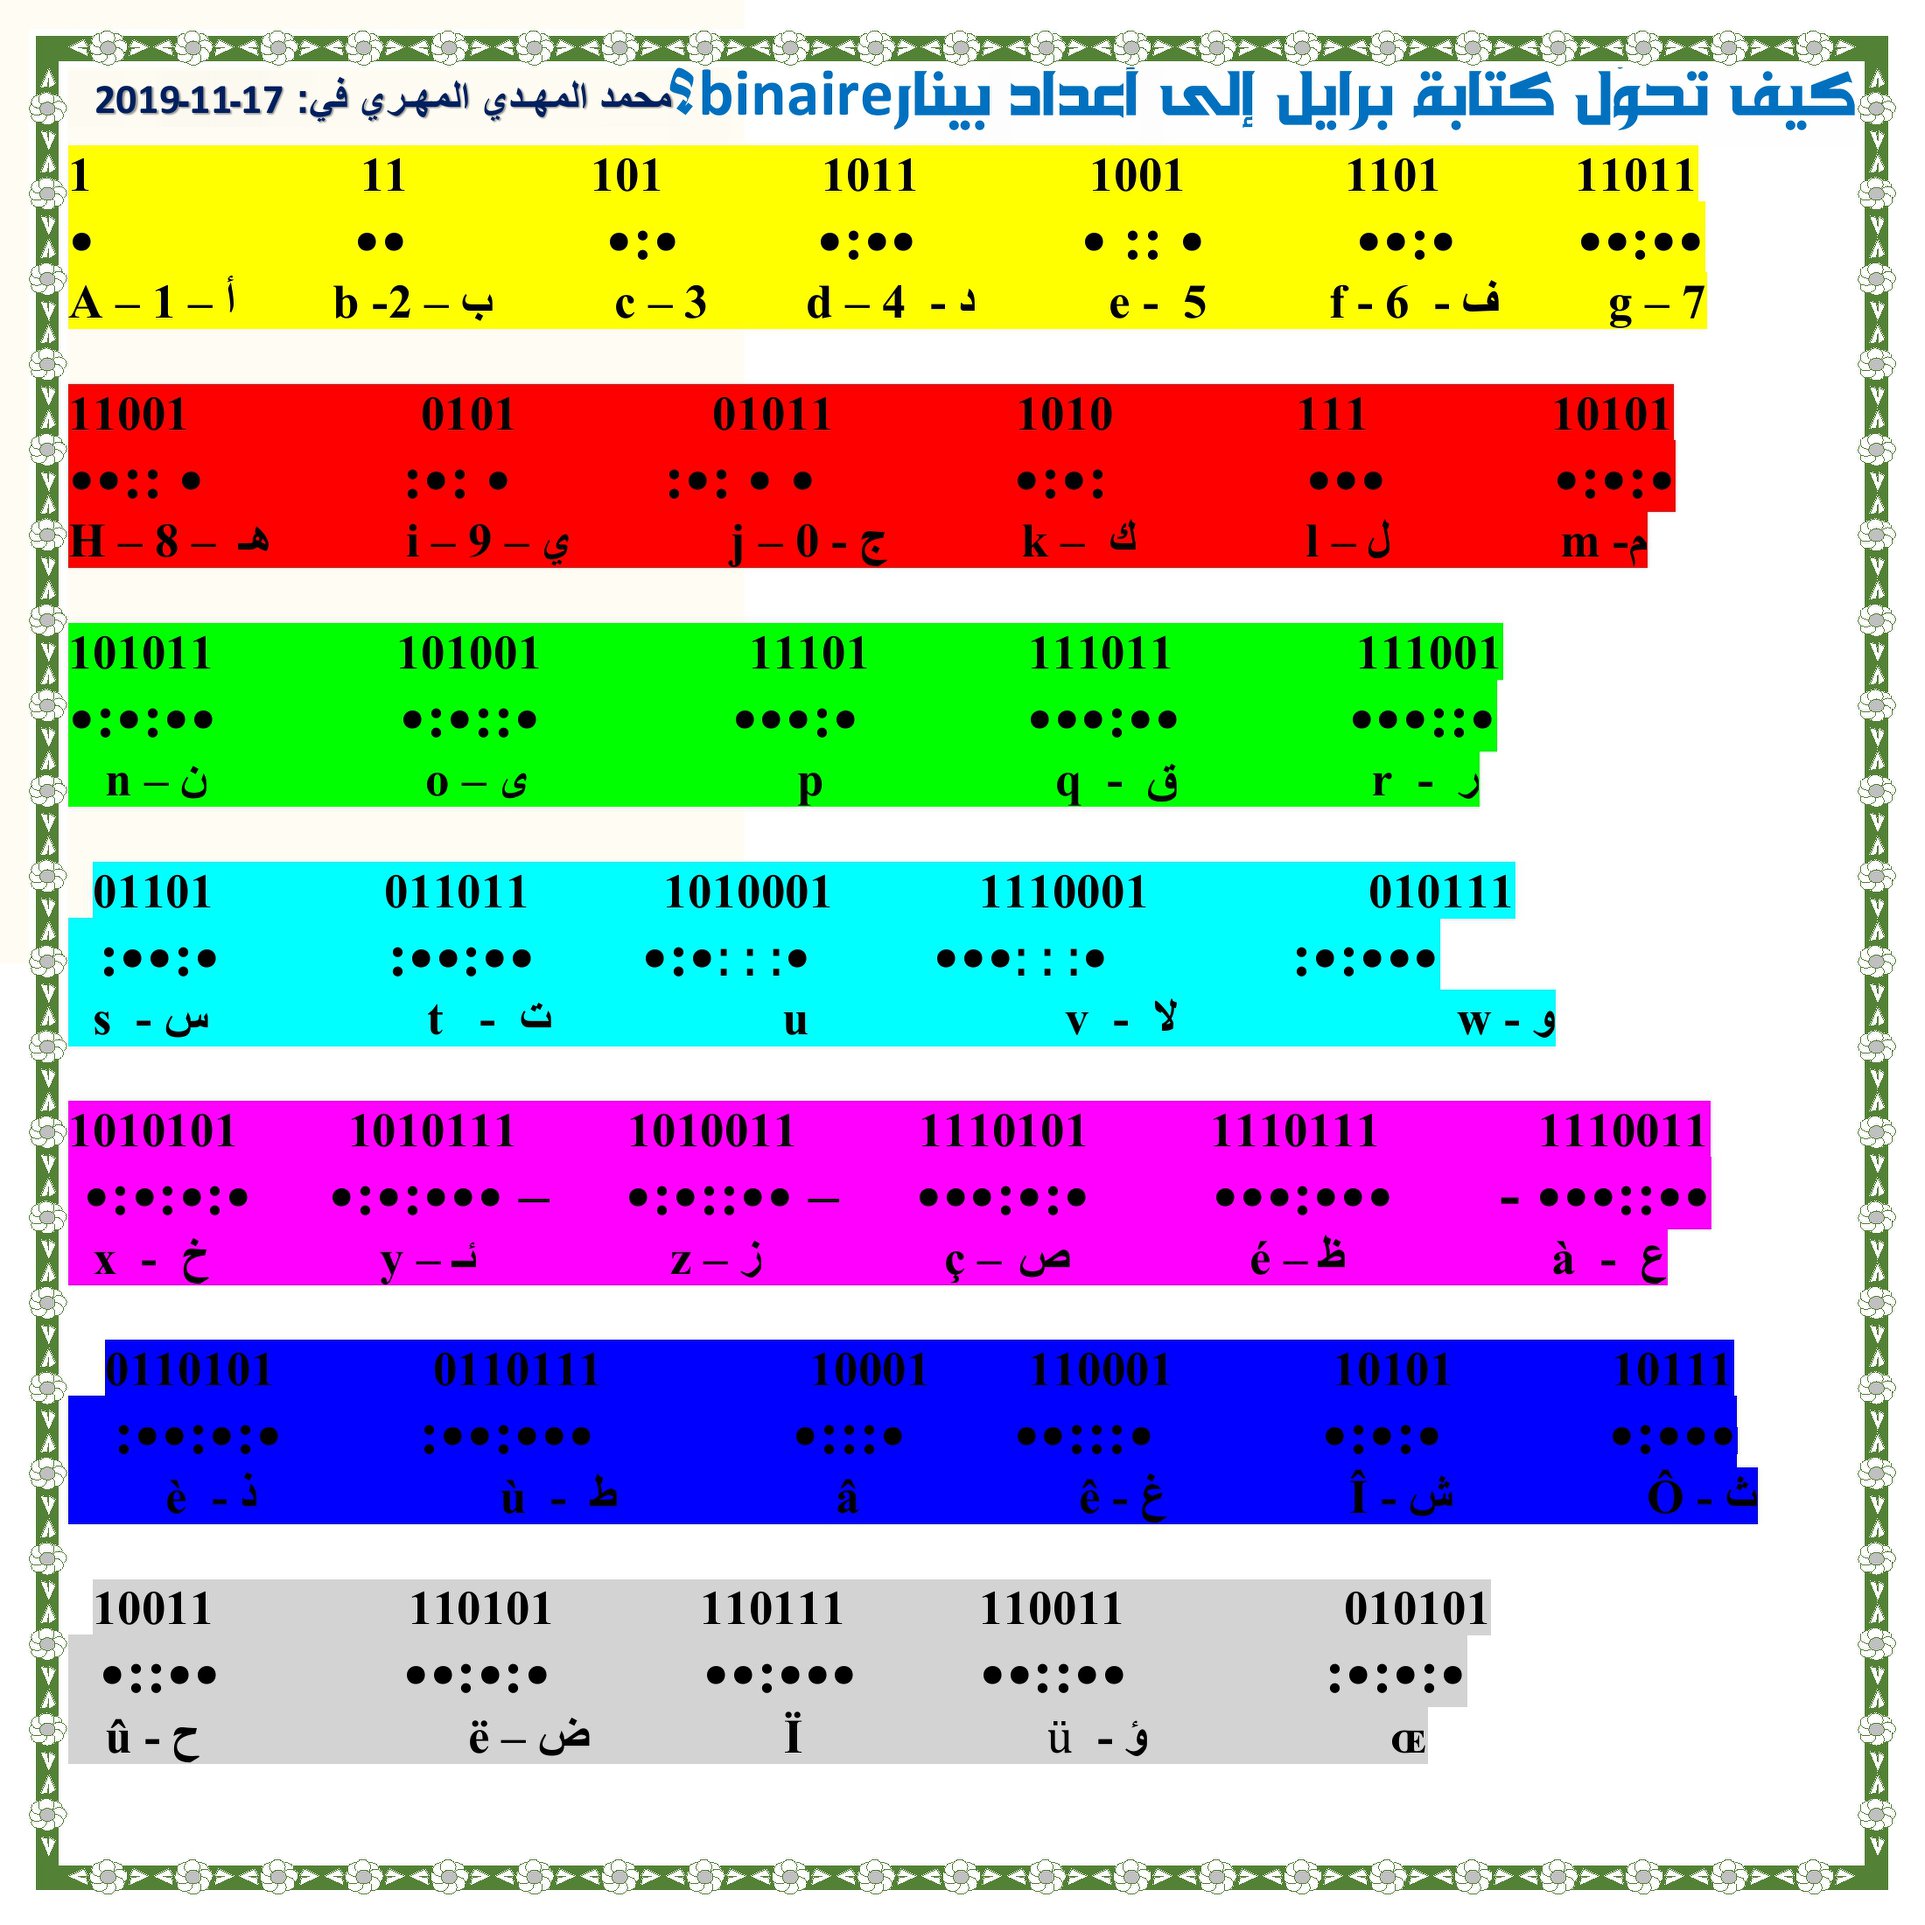 كيف تحوّل كتابة برايل إلى أعداد بينارbinaire؟ محمد المهدي المهري في: 17-11-2019
1 11 101 1011 1001 1101 11011
• •• •:• •:•• • :: • ••:• ••:••
A – 1 – أ b -2 – ب c – 3 d – 4 - د e - 5 f - 6 - ف g – 7
11001 0101 01011 1010 111 10101
••:: • :•: • :•: • • •:•: ••• •:•:•
H – 8 – هـ i – 9 – ي j – 0 - ج k – ك l – ل m -م
101011 101001 11101 111011 111001
•:•:•• •:•::• •••:• •••:•• •••::•
n – ن o – ى p q - ق r - ر
01101 011011 1010001 1110001 010111
:••:• :••:•• •:•:::• •••:::• :•:•••
s - س t - ت u v - لا w - و
1010101 1010111 1010011 1110101 1110111 1110011
•:•:•:• •:•:••• – •:•::•• – •••:•:• •••:••• - •••::••
x - خ y – ئـ z – ز ç – ص é – ظ à - ع
0110101 0110111 10001 110001 10101 10111
:••:•:• :••:••• •:::• ••:::• •:•:• •:•••
è - ذ ù - ط â ê - غ Î - ش Ô - ث
10011 110101 110111 110011 010101
•::•• ••:•:• ••:••• ••::•• :•:•:•
û - ح ë – ض Ï ü - ؤ œ